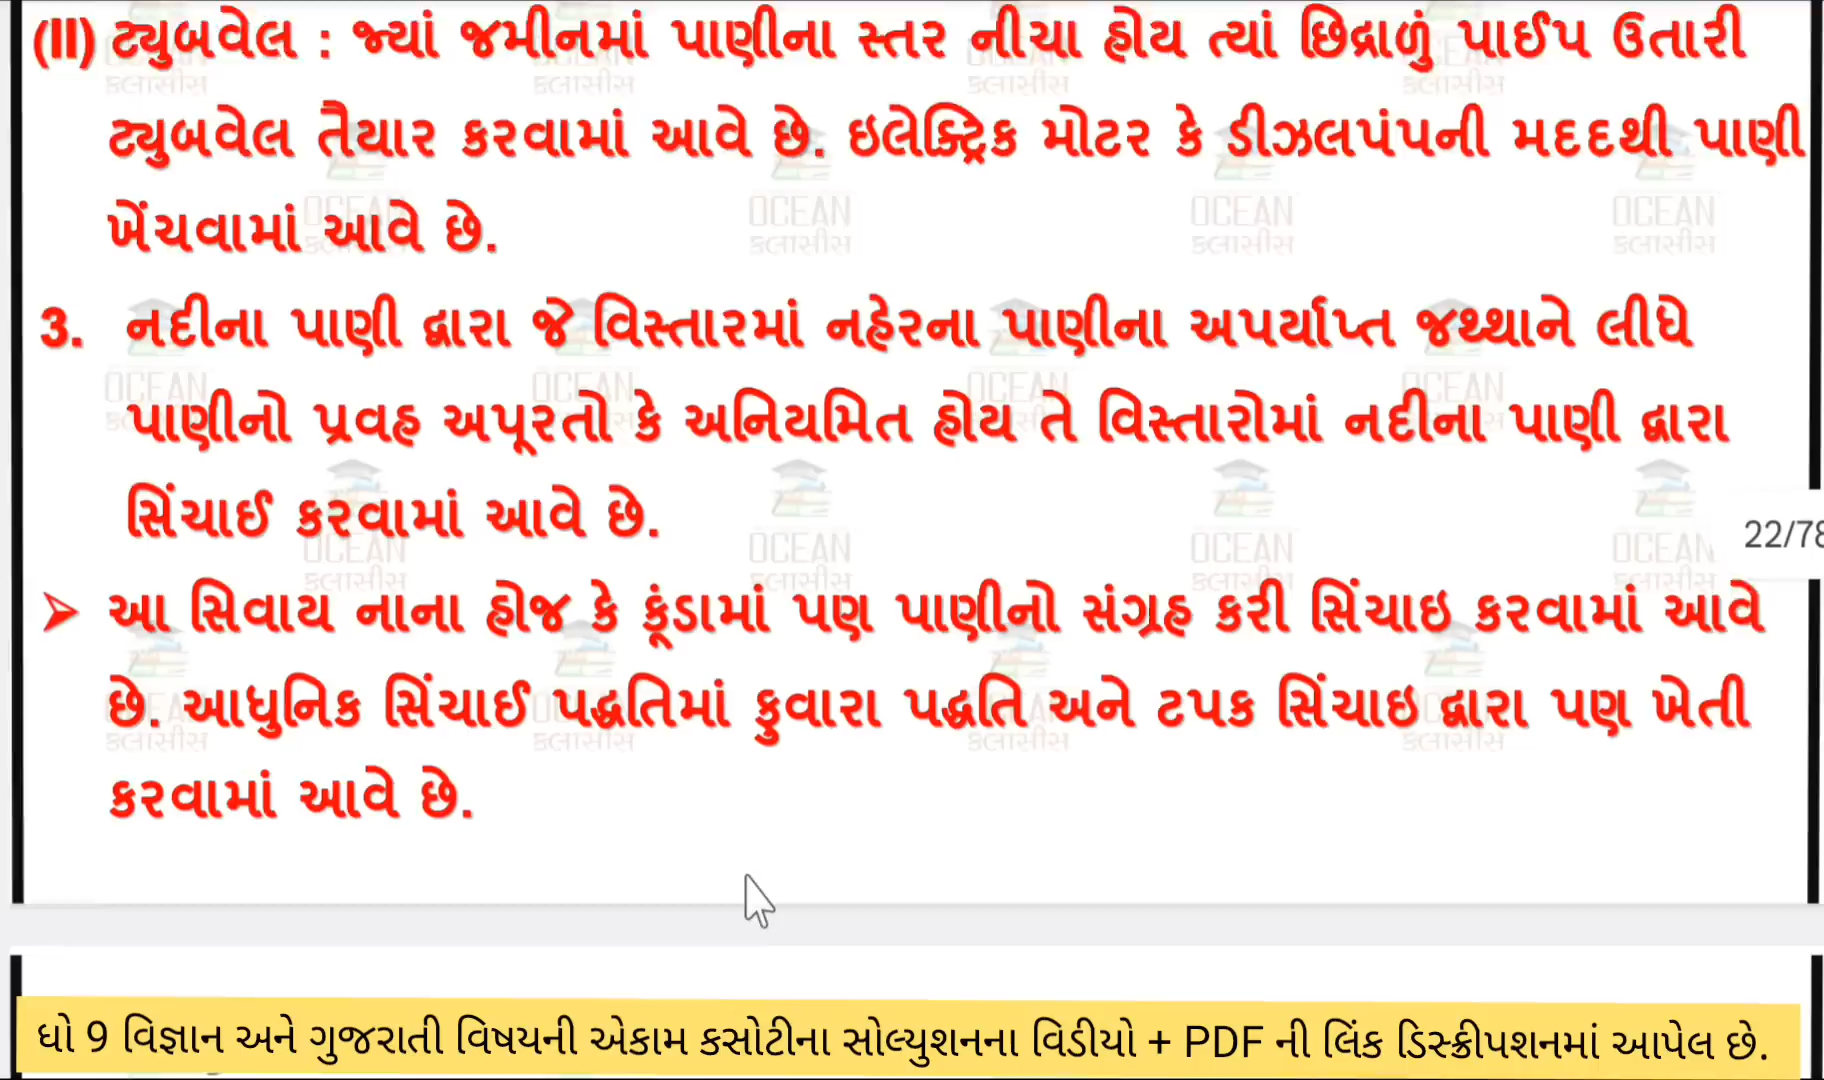 (II) ટ્યુબવેલ : જ્યાં જમીનમાં પાણીના સ્તર નીચા હોય ત્યાં છિદ્રાળું પાઈપ ઉતારી
ટ્યુબવેલ તૈયાર કરવામાં આવે છે. ઇલેક્ટ્રિક મોટર કે ડીઝલપંપની મદદથી પાણી
ખેંચવામાં આવે છે.
3. નદીના પાણી દ્વારા જે વિસ્તારમાં નહેરના પાણીના અપર્યાપ્ત જથ્થાને લીધે
પાણીનો પ્રવહ અપૂરતો કે અનિયમિત હોય તે વિસ્તારોમાં નદીના પાણી દ્વારા
સિંચાઈ કરવામાં આવે છે.
22/78
➢ આ સિવાય નાના હોજ કે કૂંડામાં પણ પાણીનો સંગ્રહ કરી સિંચાઇ કરવામાં આવે
છે. આધુનિક સિંચાઈ પદ્ધતિમાં ફુવારા પદ્ધતિ અને ટપક સિંચાઇ દ્વારા પણ ખેતી
કરવામાં આવે છે.
ધો 9 વિજ્ઞાન અને ગુજરાતી વિષયની એકામ કસોટીના સોલ્યુશનના વિડીયો + PDF ની લિંક ડિસ્ક્રીપશનમાં આપેલ છે.
OCEAN
ક્લાસીસ